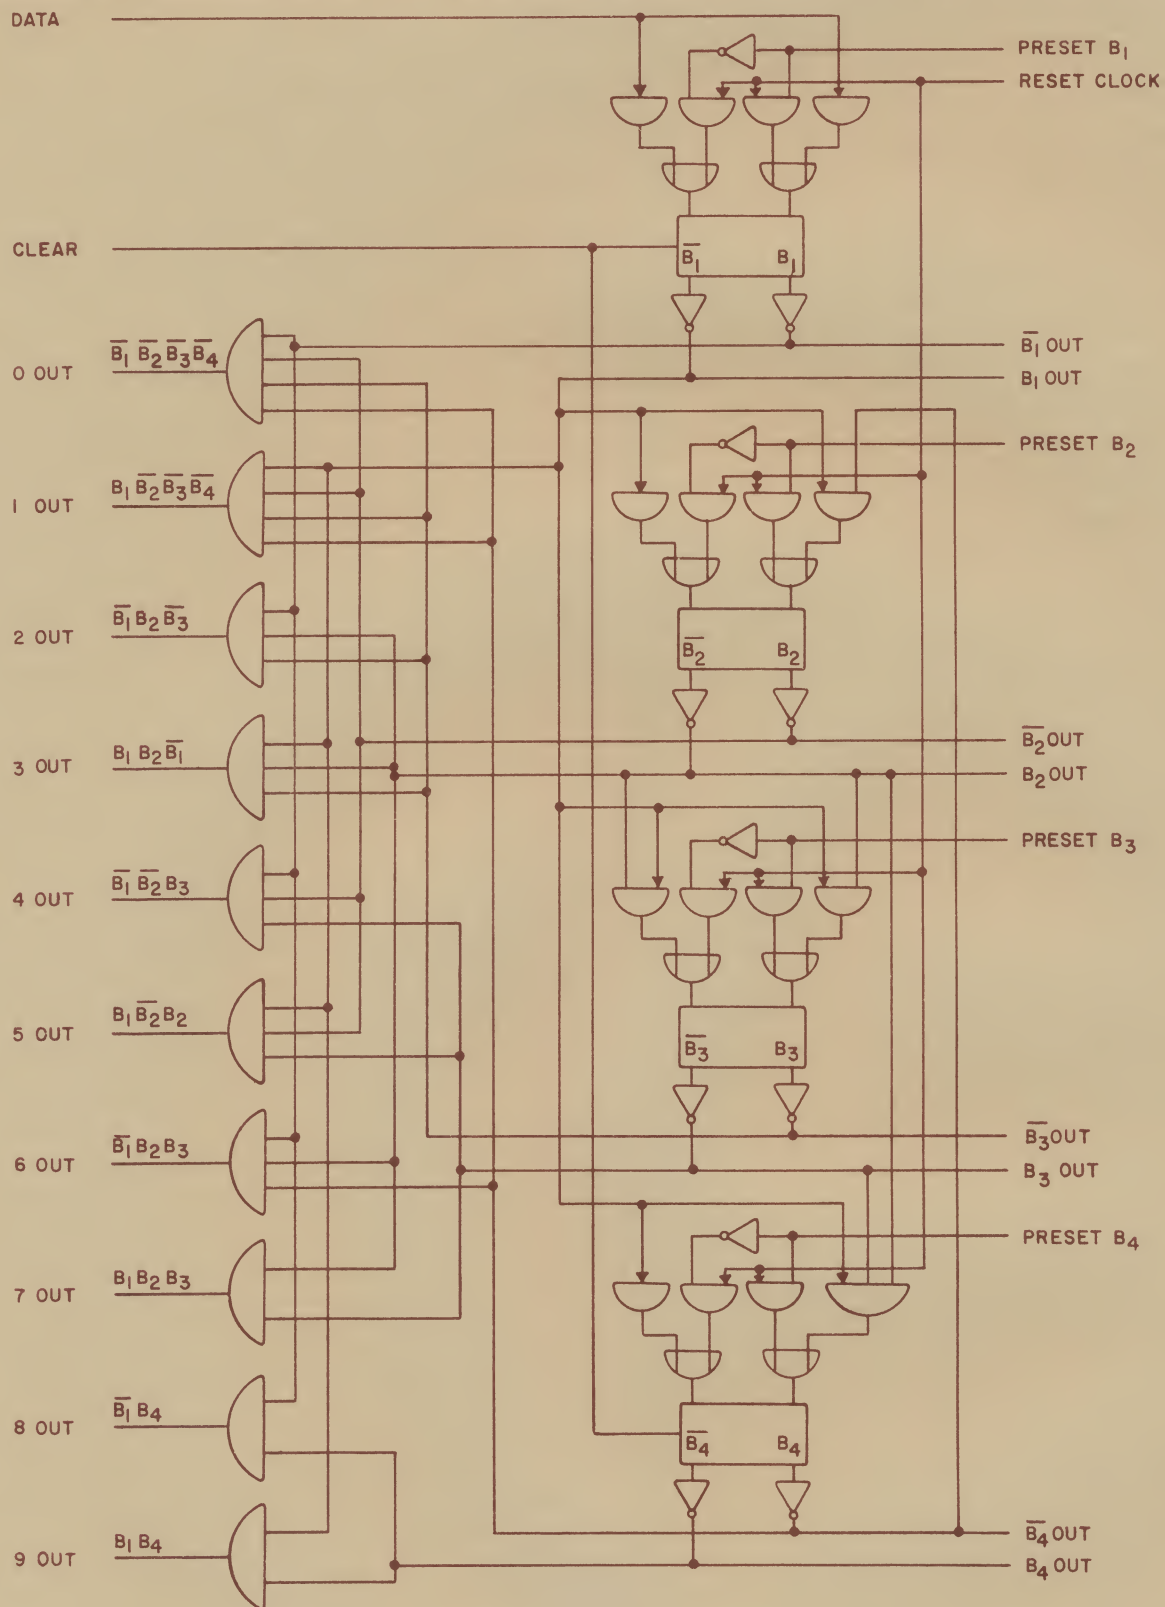 DATA
PRESET B₁
RESET CLOCK
CLEAR
B̅₁ B₁
B̅₁ B̅₂ B̅₃ B̅₄
0 OUT
B̅₁ OUT
B₁ OUT
PRESET B₂
B₁ B̅₂ B̅₃ B̅₄
1 OUT
B̅₁ B₂ B̅₃
2 OUT
B̅₂ B₂
B₁ B₂ B̅₁
3 OUT
B̅₂ OUT
B₂ OUT
PRESET B₃
B̅₁ B̅₂ B₃
4 OUT
B₁ B̅₂ B₂
5 OUT
B̅₃ B₃
B̅₁ B₂ B₃
6 OUT
B̅₃ OUT
B₃ OUT
PRESET B₄
B₁ B₂ B₃
7 OUT
B̅₁ B₄
8 OUT
B̅₄ B₄
B₁ B₄
9 OUT
B̅₄ OUT
B₄ OUT